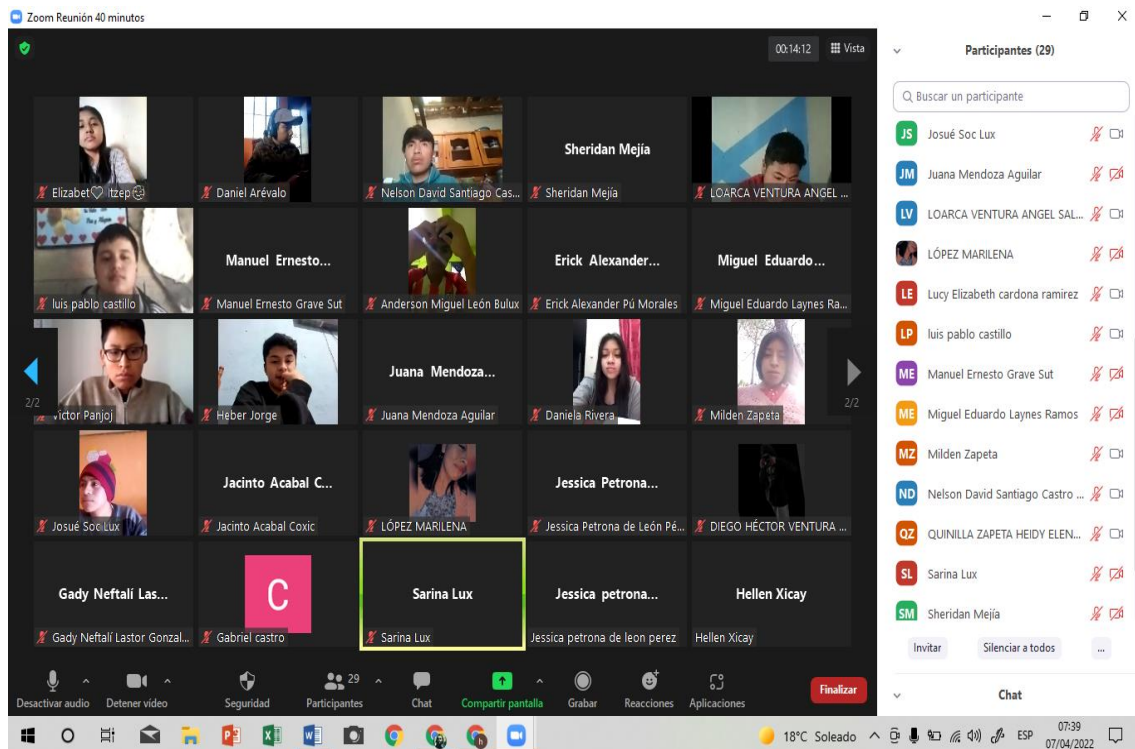 Zoom Reunión 40 minutos
00:14:12 Vista
Elizabet♡ Itzep
Daniel Arévalo
Nelson David Santiago Cas...
Sheridan Mejía
Sheridan Mejía
LOARCA VENTURA ANGEL ...
luis pablo castillo
Manuel Ernesto...
Manuel Ernesto Grave Sut
Anderson Miguel León Bulux
Erick Alexander...
Erick Alexander Pú Morales
Miguel Eduardo...
Miguel Eduardo Laynes Ra...
2/2
Victor Panjoj
Heber Jorge
Juana Mendoza...
Juana Mendoza Aguilar
Daniela Rivera
Milden Zapeta
2/2
Josué Soc Lux
Jacinto Acabal C...
Jacinto Acabal Coxic
LÓPEZ MARILENA
Jessica Petrona...
Jessica Petrona de León Pé...
DIEGO HÉCTOR VENTURA ...
Gady Neftalí Las...
Gady Neftalí Lastor Gonzal...
C
Gabriel castro
Sarina Lux
Sarina Lux
Jessica petrona...
Jessica petrona de leon perez
Hellen Xicay
Hellen Xicay
Desactivar audio
Detener video
Seguridad
29
Participantes
Chat
Compartir pantalla
Grabar
Reacciones
Aplicaciones
Finalizar
Participantes (29)
Buscar un participante
JS Josué Soc Lux
JM Juana Mendoza Aguilar
LV LOARCA VENTURA ANGEL SAL...
LÓPEZ MARILENA
LE Lucy Elizabeth cardona ramirez
LP luis pablo castillo
ME Manuel Ernesto Grave Sut
ME Miguel Eduardo Laynes Ramos
MZ Milden Zapeta
ND Nelson David Santiago Castro ...
QZ QUINILLA ZAPETA HEIDY ELEN...
SL Sarina Lux
SM Sheridan Mejía
Invitar Silenciar a todos ...
Chat
18°C Soleado ESP 07:39
07/04/2022